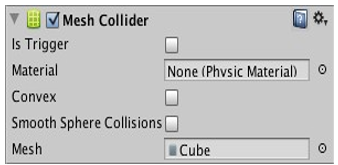 Mesh Collider
Is Trigger
Material None (Physic Material)
Convex
Smooth Sphere Collisions
Mesh Cube